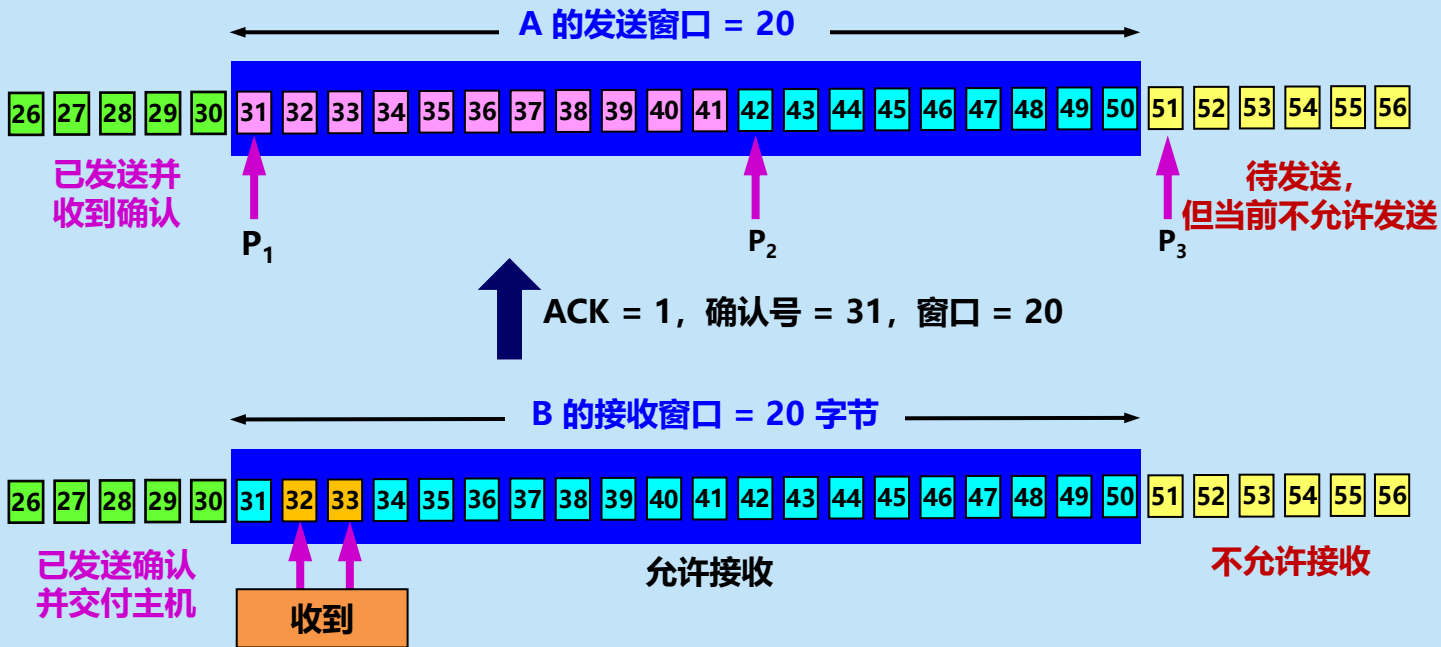 A 的发送窗口 = 20
26 27 28 29 30 31 32 33 34 35 36 37 38 39 40 41 42 43 44 45 46 47 48 49 50 51 52 53 54 55 56
已发送并
收到确认
待发送，
但当前不允许发送
P1
P2
P3
ACK = 1，确认号 = 31，窗口 = 20
B 的接收窗口 = 20 字节
26 27 28 29 30 31 32 33 34 35 36 37 38 39 40 41 42 43 44 45 46 47 48 49 50 51 52 53 54 55 56
已发送确认
并交付主机
收到
允许接收
不允许接收